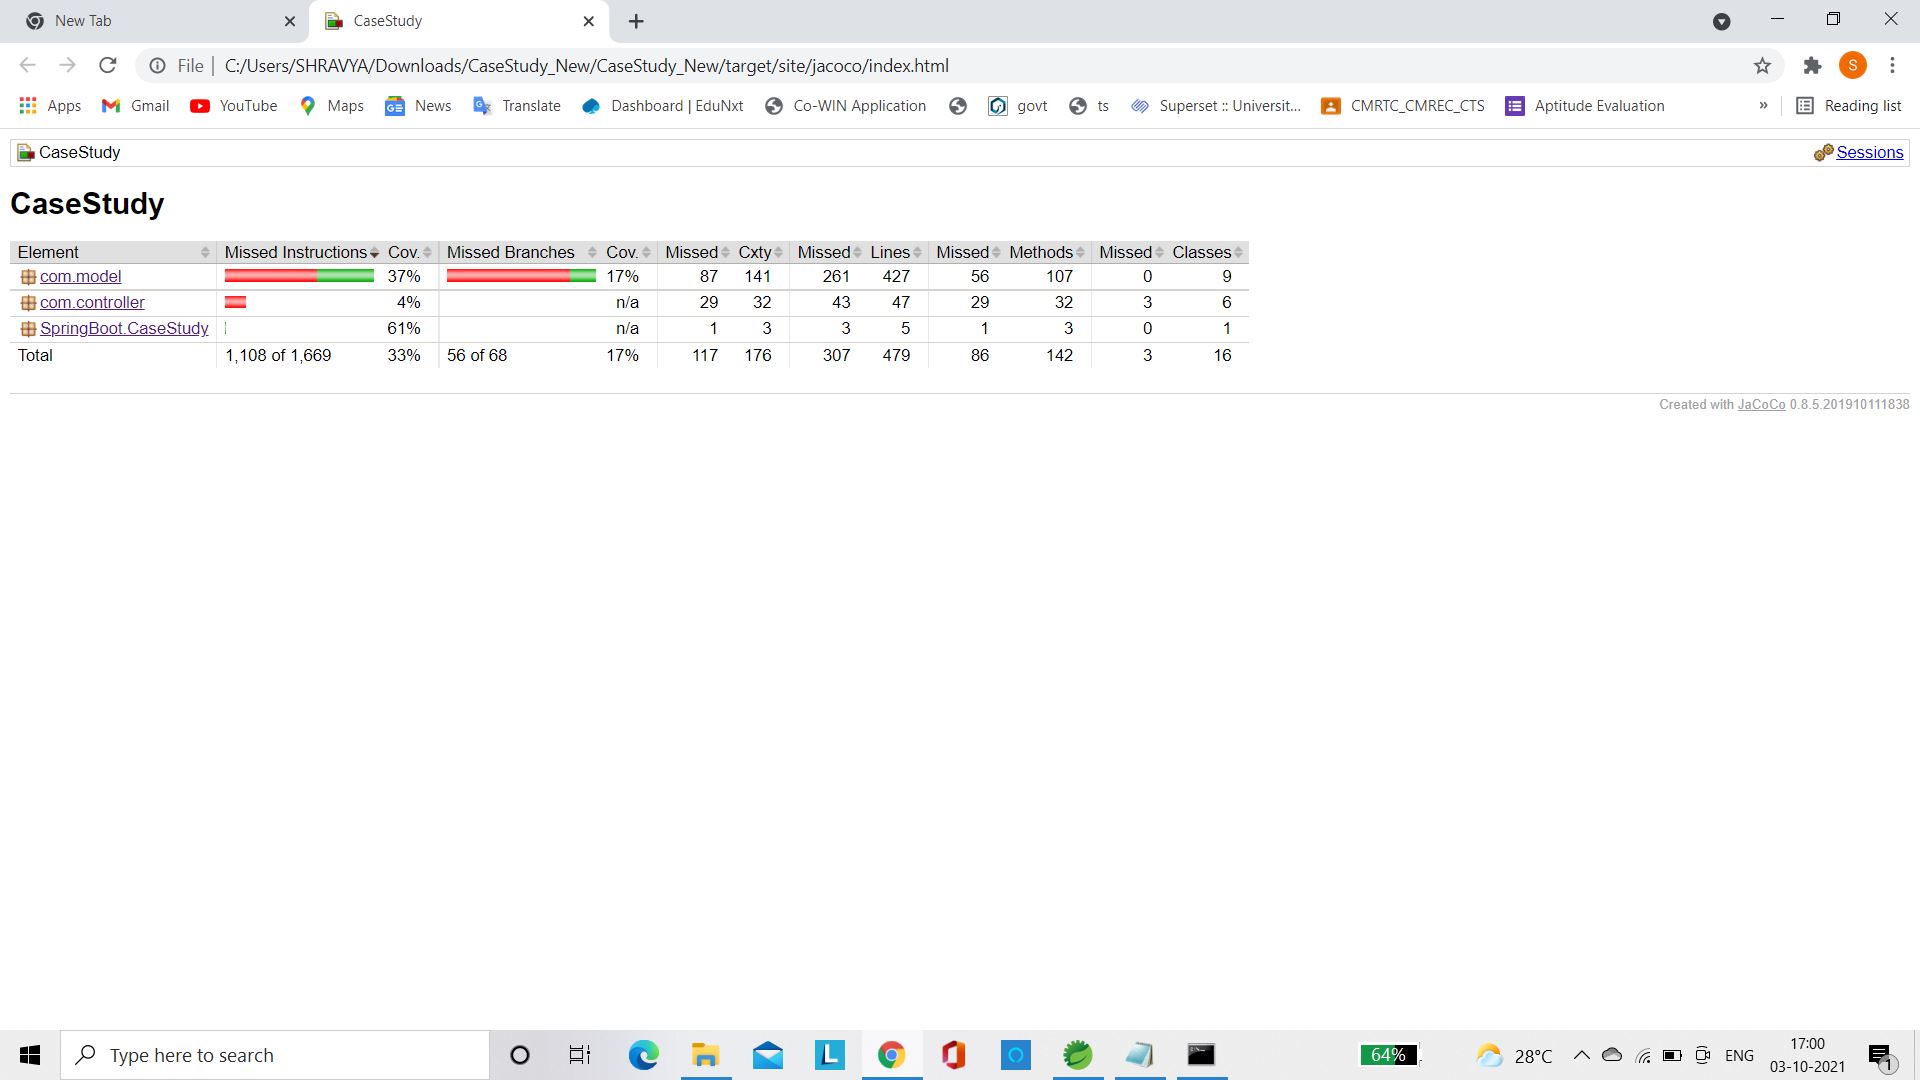 New Tab
CaseStudy
File | C:/Users/SHRAVYA/Downloads/CaseStudy_New/CaseStudy_New/target/site/jacoco/index.html
S
Apps Gmail YouTube Maps News Translate Dashboard | EduNxt Co-WIN Application govt ts Superset :: Universit... CMRTC_CMREC_CTS Aptitude Evaluation » Reading list
CaseStudy Sessions
CaseStudy
Element Missed Instructions Cov. Missed Branches Cov. Missed Cxty Missed Lines Missed Methods Missed Classes
com.model 37% 17% 87 141 261 427 56 107 0 9
com.controller 4% n/a 29 32 43 47 29 32 3 6
SpringBoot.CaseStudy 61% n/a 1 3 3 5 1 3 0 1
Total 1,108 of 1,669 33% 56 of 68 17% 117 176 307 479 86 142 3 16
Created with JaCoCo 0.8.5.201910111838
Type here to search
L
64%
28°C
ENG
17:00
03-10-2021
1